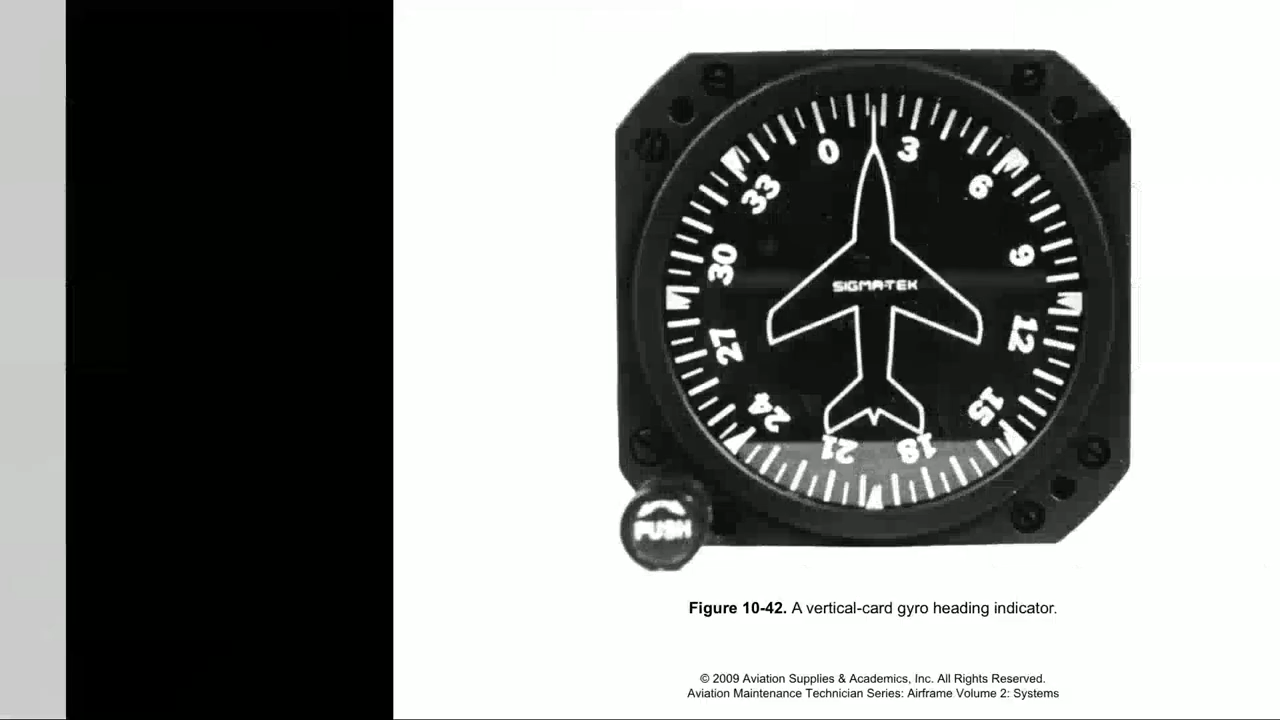 0 3
33 6
30 9
SIGMA-TEK
27 12
24 15
21 18
PUSH
Figure 10-42. A vertical-card gyro heading indicator.
© 2009 Aviation Supplies & Academics, Inc. All Rights Reserved.
Aviation Maintenance Technician Series: Airframe Volume 2: Systems